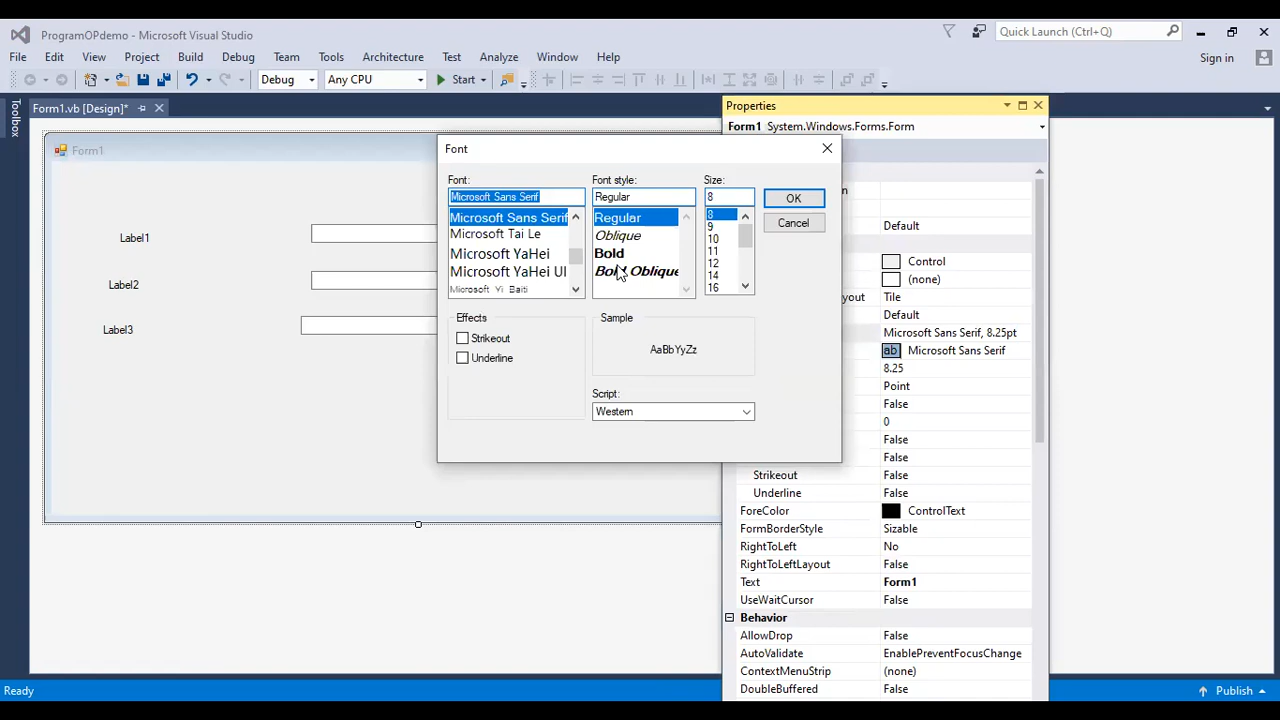 ProgramOPdemo - Microsoft Visual Studio
Quick Launch (Ctrl+Q)
File Edit View Project Build Debug Team Tools Architecture Test Analyze Window Help
Sign in
Debug Any CPU Start
Form1.vb [Design]*
Toolbox
Form1
Label1
Label2
Label3
Font
Font:
Microsoft Sans Serif
Microsoft Sans Serif
Microsoft Tai Le
Microsoft YaHei
Microsoft YaHei UI
Microsoft Yi Baiti
Font style:
Regular
Regular
Oblique
Bold
Bold Oblique
Size:
8
8
9
10
11
12
14
16
OK
Cancel
Effects
Strikeout
Underline
Sample
AaBbYyZz
Script:
Western
Properties
Form1 System.Windows.Forms.Form
Default
Control
(none)
Tile
Default
Microsoft Sans Serif, 8.25pt
ab Microsoft Sans Serif
8.25
Point
False
0
False
False
Strikeout False
Underline False
ForeColor ControlText
FormBorderStyle Sizable
RightToLeft No
RightToLeftLayout False
Text Form1
UseWaitCursor False
Behavior
AllowDrop False
AutoValidate EnablePreventFocusChange
ContextMenuStrip (none)
DoubleBuffered False
Ready
Publish